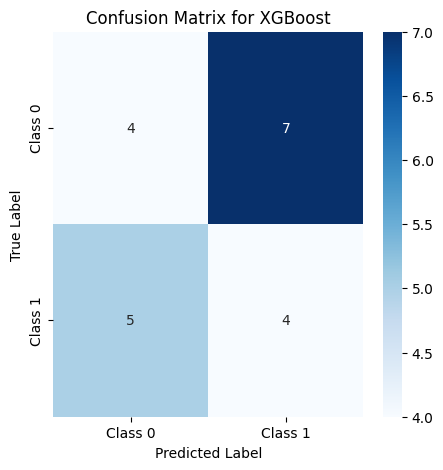 Confusion Matrix for XGBoost
True Label
Class 0
Class 1
4
7
5
4
Class 0
Class 1
Predicted Label
7.0
6.5
6.0
5.5
5.0
4.5
4.0